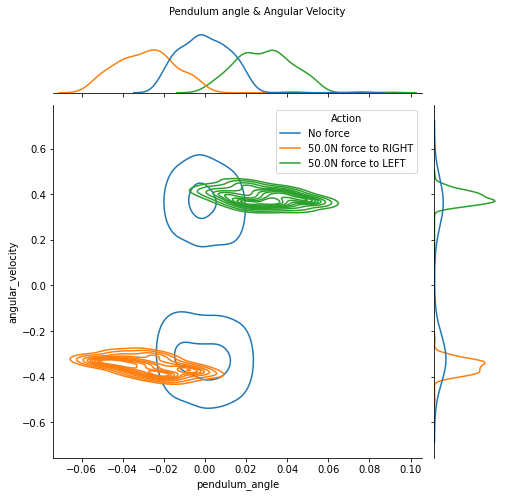 Pendulum angle & Angular Velocity
Action
No force
50.0N force to RIGHT
50.0N force to LEFT
0.6
0.4
0.2
0.0
−0.2
−0.4
−0.6
angular_velocity
−0.06 −0.04 −0.02 0.00 0.02 0.04 0.06 0.08 0.10
pendulum_angle